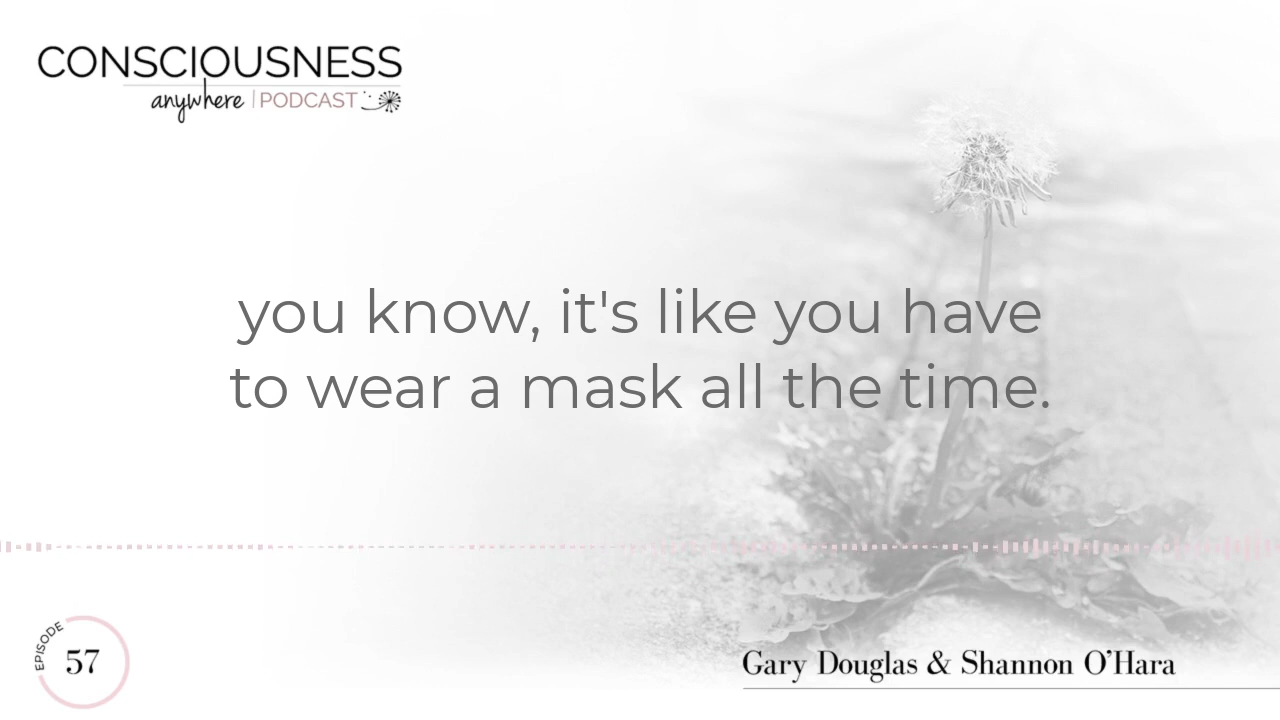 CONSCIOUSNESS
anywhere | PODCAST
you know, it's like you have
to wear a mask all the time.
EPISODE
57
Gary Douglas & Shannon O'Hara